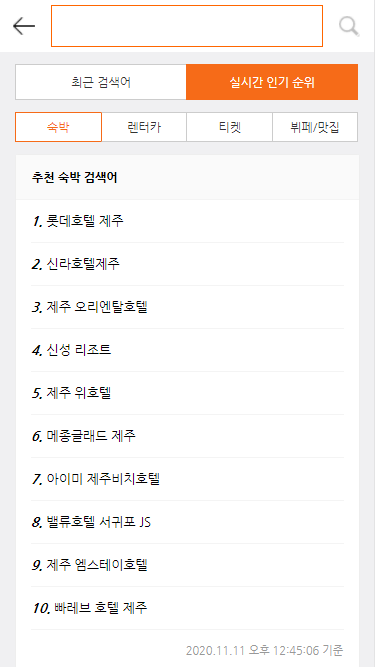 최근 검색어
실시간 인기 순위
숙박
렌터카
티켓
뷔페/맛집
추천 숙박 검색어
1. 롯데호텔 제주
2. 신라호텔제주
3. 제주 오리엔탈호텔
4. 신성 리조트
5. 제주 위호텔
6. 메종글래드 제주
7. 아이미 제주비치호텔
8. 밸류호텔 서귀포 JS
9. 제주 엠스테이호텔
10. 빠레브 호텔 제주
2020.11.11 오후 12:45:06 기준